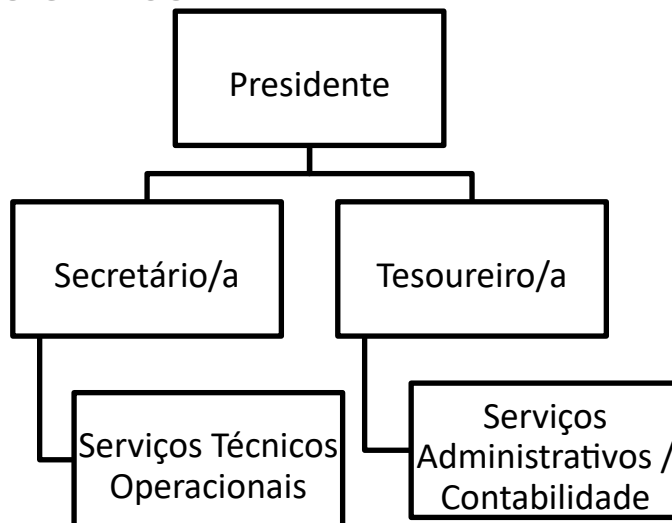 Presidente
Secretário/a
Tesoureiro/a
Serviços Técnicos
Operacionais
Serviços
Administrativos /
Contabilidade